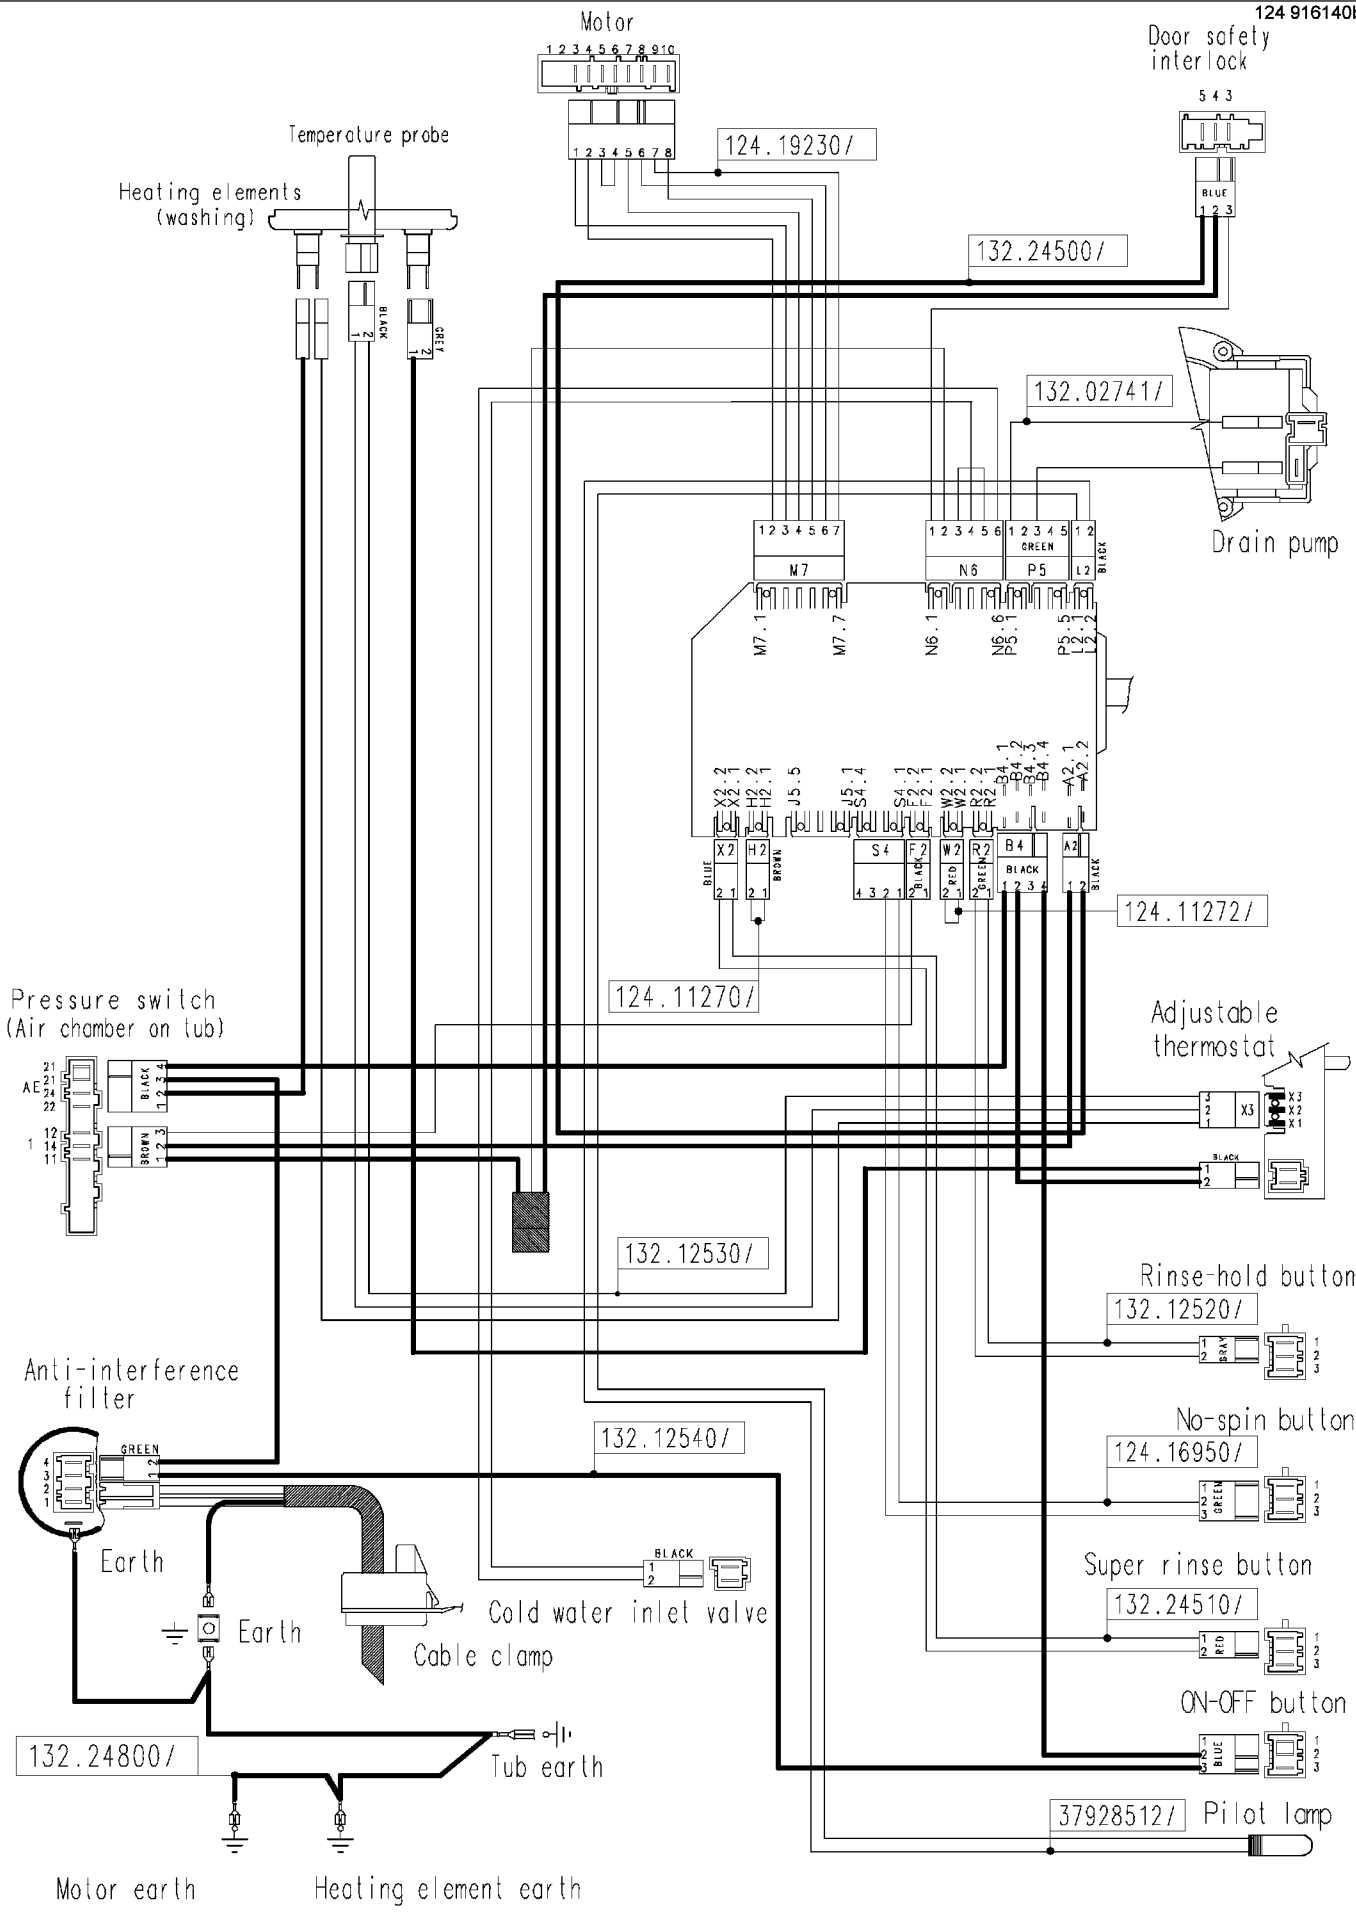 124 916140
Motor
Door safety
interlock
1 2 3 4 5 6 7 8 9 10
5 4 3
Temperature probe
124.19230/
1 2 3 4 5 6 7 8
Heating elements
(washing)
BLUE
1 2 3
132.24500/
BLACK
1 2
GREY
1 2
132.02741/
Drain pump
1 2 3 4 5 6 7
M7
1 2 3 4 5 6
N6
1 2 3 4 5
GREEN
P5
1 2
L2
BLACK
M7.1
M7.7
N6.1
N6.6
P5.1
P5.5
L2.1
L2.2
X2.2
X2.1
H2.2
H2.1
J5.5
J5.1
S4.4
S4.1
F2.2
F2.1
W2.2
W2.1
R2.2
R2.1
B4.1
B4.2
B4.3
B4.4
A2.1
A2.2
BLUE
X2
2 1
H2
2 1
BROWN
S4
4 3 2 1
F2
BLACK
2 1
W2
RED
2 1
R2
GREEN
2 1
B4
BLACK
1 2 3 4
A2
1 2
BLACK
124.11272/
124.11270/
Pressure switch
(Air chamber on tub)
AE
21
21
24
22
BLACK
4
3
2
1
1
12
14
11
BROWN
3
2
1
Adjustable
thermostat
3
2
1
X3
X3
X2
X1
BLACK
1
2
132.12530/
Rinse-hold button
132.12520/
1
2
GRAY
1
2
3
Anti-interference
filter
GREEN
4
3
2
1
2
1
132.12540/
No-spin button
124.16950/
1
2
3
GREEN
1
2
3
Earth
BLACK
1
2
Cold water inlet valve
Super rinse button
132.24510/
1
2
RED
1
2
3
Earth
Cable clamp
ON-OFF button
1
2
3
BLUE
1
2
3
132.24800/
Tub earth
37928512/
Pilot lamp
Motor earth
Heating element earth